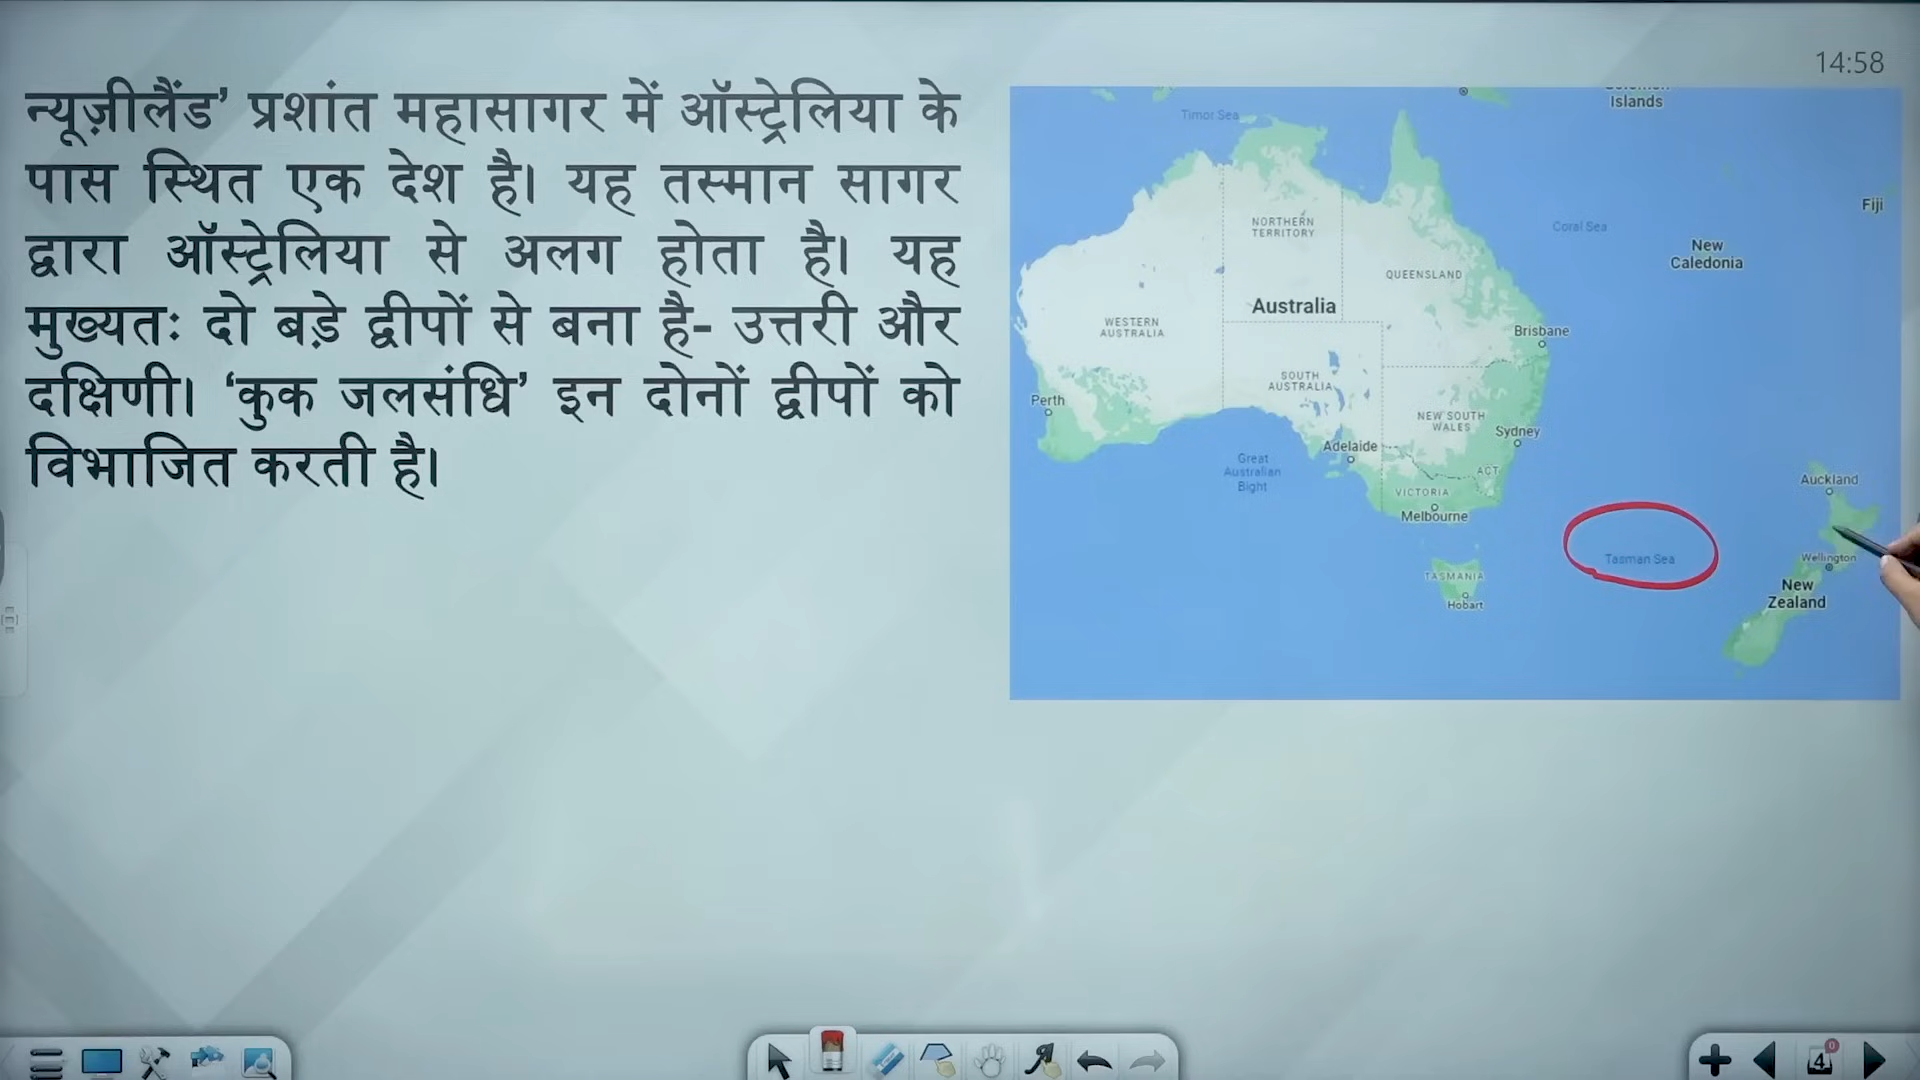 14:58
न्यूज़ीलैंड’ प्रशांत महासागर में ऑस्ट्रेलिया के
पास स्थित एक देश है। यह तस्मान सागर
द्वारा ऑस्ट्रेलिया से अलग होता है। यह
मुख्यतः दो बड़े द्वीपों से बना है- उत्तरी और
दक्षिणी। ‘कुक जलसंधि’ इन दोनों द्वीपों को
विभाजित करती है।
Solomon
Islands
Timor Sea
Fiji
Coral Sea
New
Caledonia
NORTHERN
TERRITORY
QUEENSLAND
Australia
WESTERN
AUSTRALIA
Brisbane
SOUTH
AUSTRALIA
Perth
NEW SOUTH
WALES
Sydney
Adelaide
Great
Australian
Bight
ACT
VICTORIA
Melbourne
Auckland
Tasman Sea
Wellington
TASMANIA
Hobart
New
Zealand
4
0